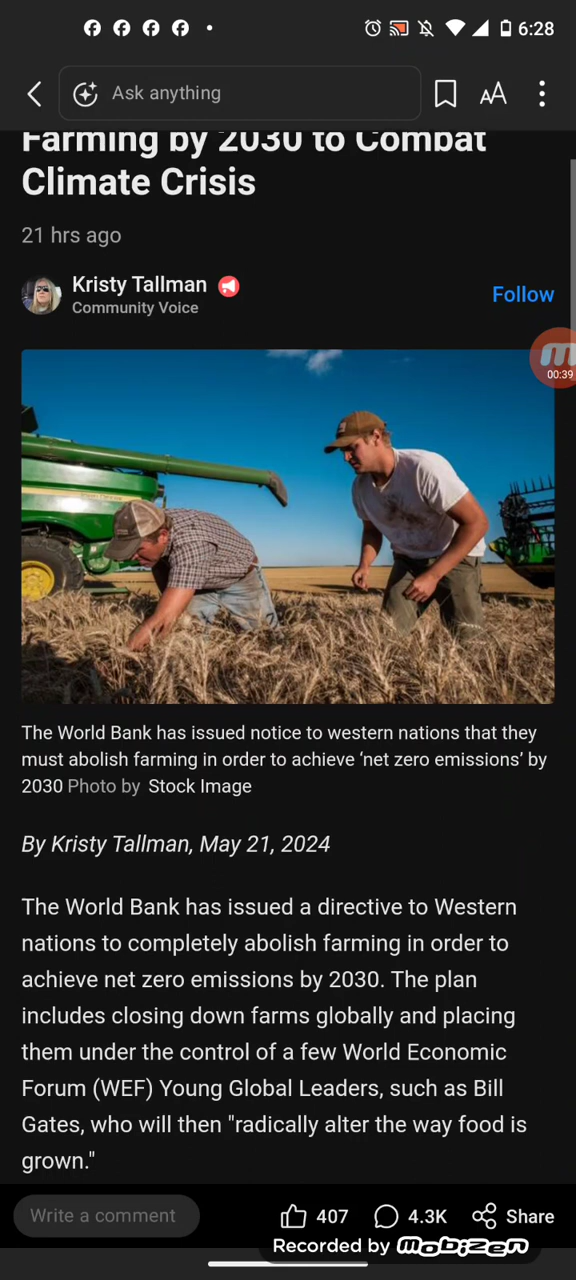 6:28
Ask anything
AA
Farming by 2030 to Combat
Climate Crisis
21 hrs ago
Kristy Tallman
Community Voice
Follow
00:39
The World Bank has issued notice to western nations that they
must abolish farming in order to achieve ‘net zero emissions’ by
2030 Photo by Stock Image
By Kristy Tallman, May 21, 2024
The World Bank has issued a directive to Western
nations to completely abolish farming in order to
achieve net zero emissions by 2030. The plan
includes closing down farms globally and placing
them under the control of a few World Economic
Forum (WEF) Young Global Leaders, such as Bill
Gates, who will then "radically alter the way food is
grown."
Write a comment
407
4.3K
Share
Recorded by mobizen